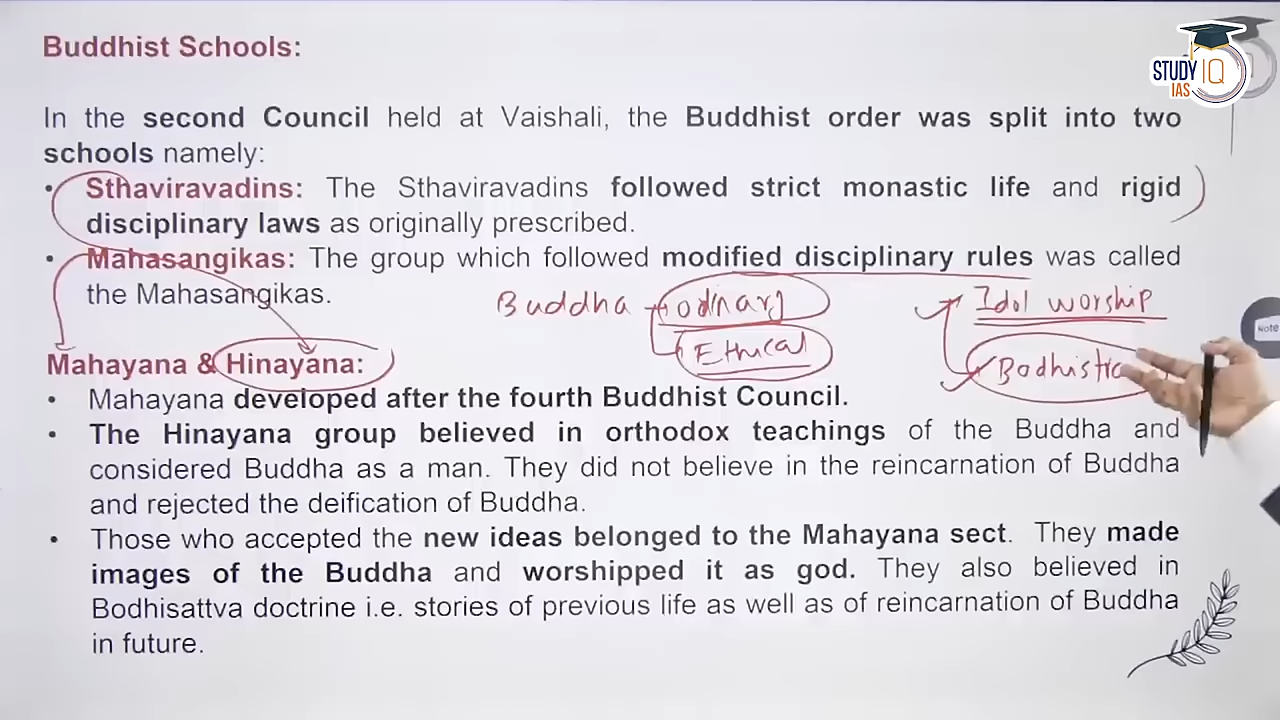 Buddhist Schools:
STUDY IQ
IAS
In the second Council held at Vaishali, the Buddhist order was split into two
schools namely:
• Sthaviravadins: The Sthaviravadins followed strict monastic life and rigid
disciplinary laws as originally prescribed.
• Mahasangikas: The group which followed modified disciplinary rules was called
the Mahasangikas.
Buddha odinary Idol worship
Ethical
Note
Mahayana & Hinayana:
• Mahayana developed after the fourth Buddhist Council.
• The Hinayana group believed in orthodox teachings of the Buddha and
considered Buddha as a man. They did not believe in the reincarnation of Buddha
and rejected the deification of Buddha.
• Those who accepted the new ideas belonged to the Mahayana sect. They made
images of the Buddha and worshipped it as god. They also believed in
Bodhisattva doctrine i.e. stories of previous life as well as of reincarnation of Buddha
in future.